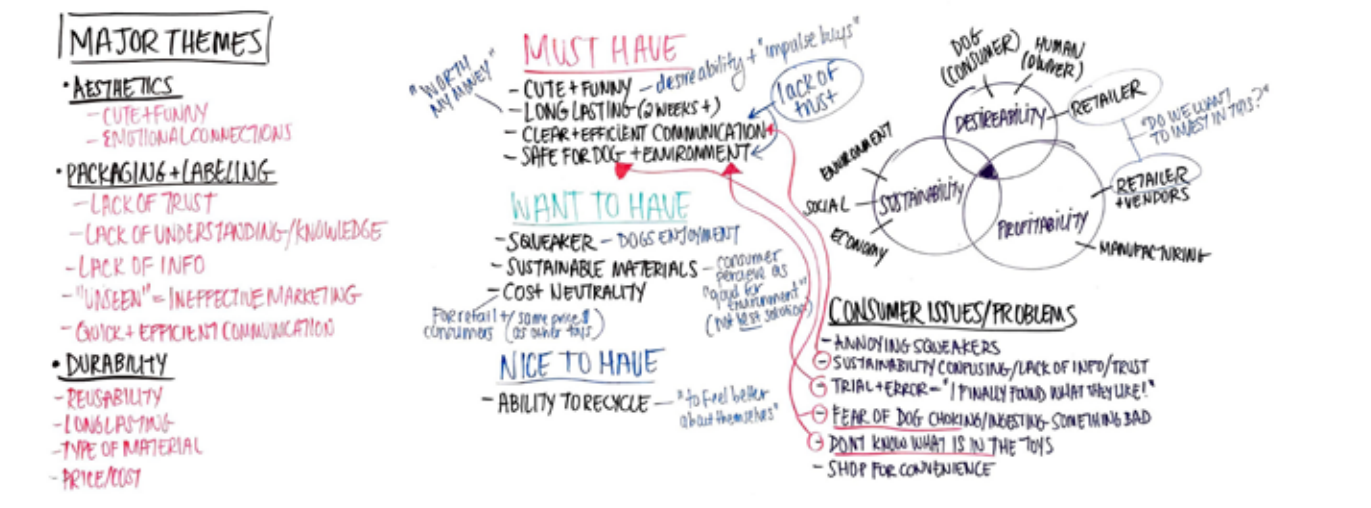 MAJOR THEMES
• AESTHETICS
- CUTE + FUNNY
- EMOTIONAL CONNECTIONS
• PACKAGING + LABELING
- LACK OF TRUST
- LACK OF UNDERSTANDING/KNOWLEDGE
- LACK OF INFO
- "UNSEEN" = INEFFECTIVE MARKETING
- QUICK + EFFICIENT COMMUNICATION
• DURABILITY
- REUSABILITY
- LONGLASTING
- TYPE OF MATERIAL
- PRICE/COST
MUST HAVE
- CUTE + FUNNY - desireability + "impulse buys"
"WORTH
MY MONEY"
- LONG LASTING (2 WEEKS +)
- CLEAR + EFFICIENT COMMUNICATION
- SAFE FOR DOG + ENVIRONMENT
lack of
trust
WANT TO HAVE
- SQUEAKER - DOGS ENJOYMENT
- SUSTAINABLE MATERIALS - consumer
percieve as
"good for
environment"
(not best solution)
- COST NEUTRALITY
For retail +
consumers
(same price
as other toys)
NICE TO HAVE
- ABILITY TO RECYCLE - "to feel better
about themselves"
DOG
(CONSUMER)
HUMAN
(OWNER)
DESIREABILITY
RETAILER
"DO WE WANT
TO INVEST IN THIS?"
ENVIRONMENT
SOCIAL
ECONOMY
SUSTAINABILITY
PROFITABILITY
RETAILER
+ VENDORS
MANUFACTURING
CONSUMER ISSUES/PROBLEMS
- ANNOYING SQUEAKERS
- SUSTAINABILITY CONFUSING/LACK OF INFO/TRUST
- TRIAL + ERROR - "I FINALLY FOUND WHAT THEY LIKE!"
- FEAR OF DOG CHOKING/INGESTING SOMETHING BAD
- DONT KNOW WHAT IS IN THE TOYS
- SHOP FOR CONVENIENCE